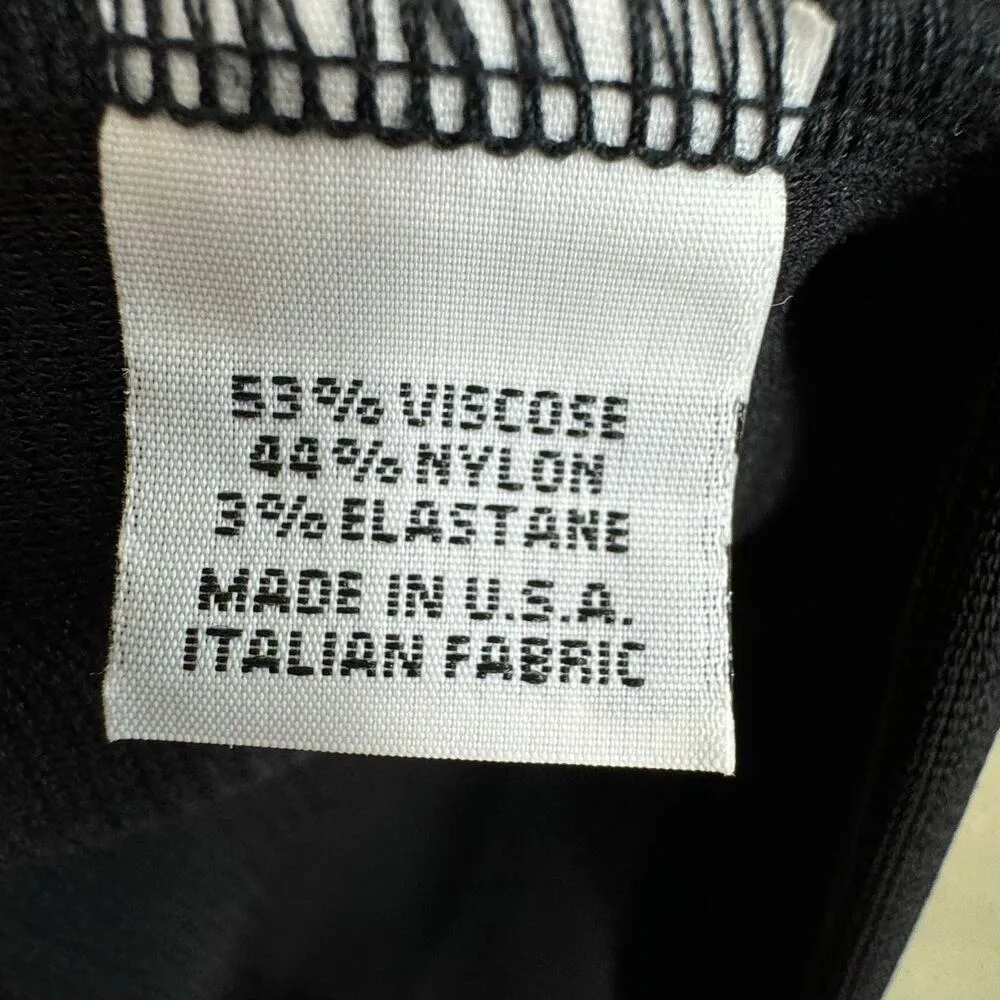 53% VISCOSE
44% NYLON
3% ELASTANE
MADE IN U.S.A.
ITALIAN FABRIC